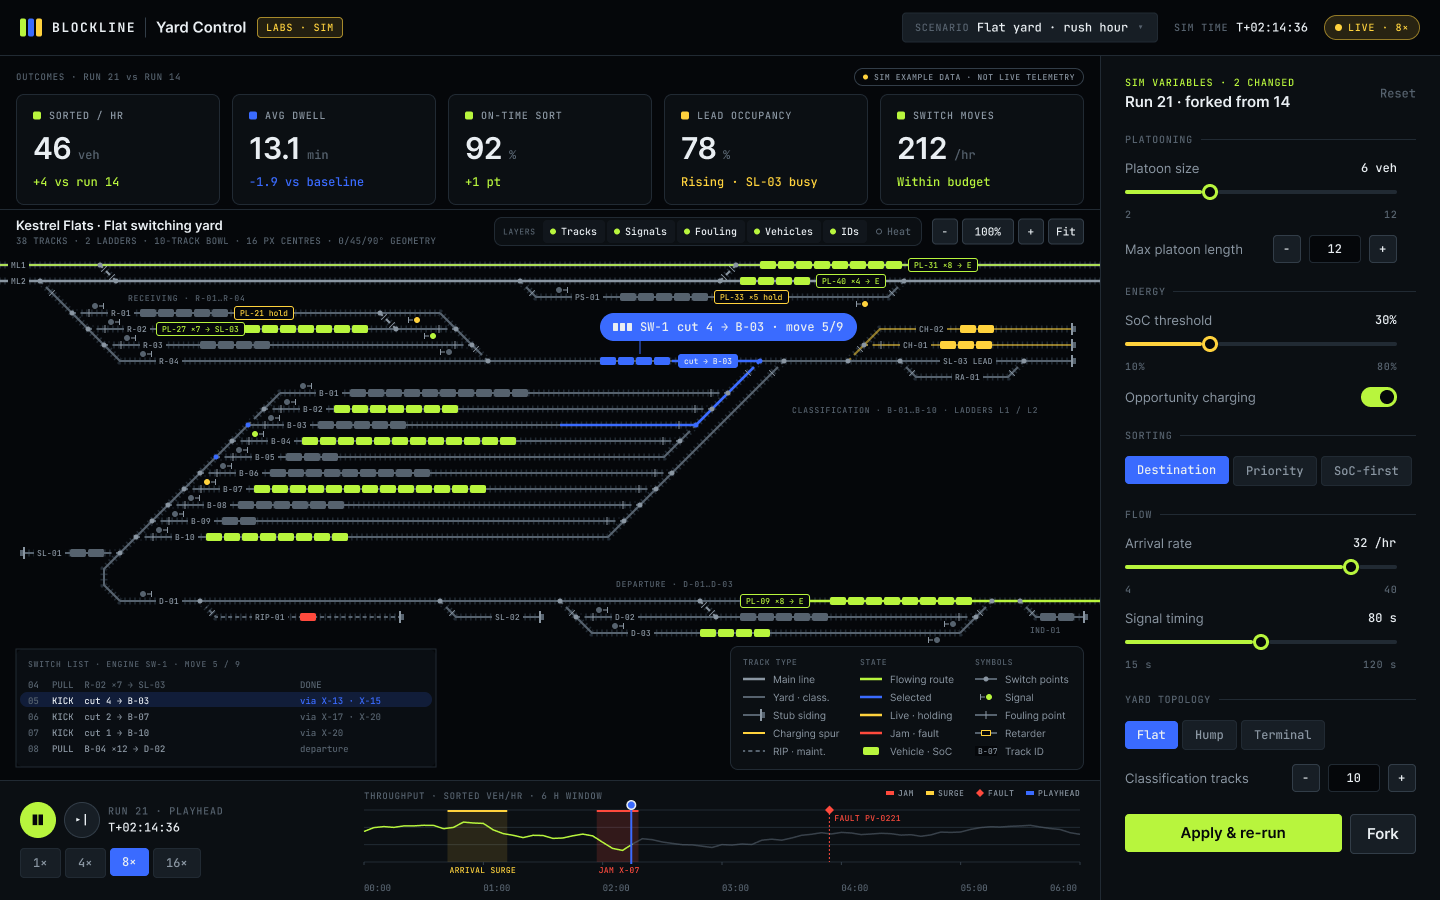 BLOCKLINE Yard Control LABS · SIM
SCENARIO Flat yard · rush hour SIM TIME T+02:14:36 LIVE · 8×
OUTCOMES · RUN 21 vs RUN 14
SIM EXAMPLE DATA · NOT LIVE TELEMETRY
SORTED / HR
46 veh
+4 vs run 14
AVG DWELL
13.1 min
-1.9 vs baseline
ON-TIME SORT
92 %
+1 pt
LEAD OCCUPANCY
78 %
Rising · SL-03 busy
SWITCH MOVES
212 /hr
Within budget
Kestrel Flats · Flat switching yard
38 TRACKS · 2 LADDERS · 10-TRACK BOWL · 16 PX CENTRES · 0/45/90° GEOMETRY
LAYERS Tracks Signals Fouling Vehicles IDs Heat
- 100% + Fit
ML1
ML2
PL-31 ×8 → E
PL-40 ×4 → E
RECEIVING · R-01…R-04
PS-01
PL-33 ×5 hold
R-01
PL-21 hold
R-02
PL-27 ×7 → SL-03
R-03
R-04
SW-1 cut 4 → B-03 · move 5/9
cut → B-03
CH-02
CH-01
SL-03 LEAD
RA-01
CLASSIFICATION · B-01…B-10 · LADDERS L1 / L2
B-01
B-02
B-03
B-04
B-05
B-06
B-07
B-08
B-09
B-10
SL-01
DEPARTURE · D-01…D-03
D-01
PL-09 ×8 → E
RIP-01
SL-02
D-02
D-03
IND-01
SWITCH LIST · ENGINE SW-1 · MOVE 5 / 9
04 PULL R-02 ×7 → SL-03 DONE
05 KICK cut 4 → B-03 via X-13 · X-15
06 KICK cut 2 → B-07 via X-17 · X-20
07 KICK cut 1 → B-10 via X-20
08 PULL B-04 ×12 → D-02 departure
TRACK TYPE
Main line
Yard · class.
Stub siding
Charging spur
RIP · maint.
STATE
Flowing route
Selected
Live · holding
Jam · fault
Vehicle · SoC
SYMBOLS
Switch points
Signal
Fouling point
Retarder
B-07 Track ID
RUN 21 · PLAYHEAD
T+02:14:36
1× 4× 8× 16×
THROUGHPUT · SORTED VEH/HR · 6 H WINDOW
JAM SURGE FAULT PLAYHEAD
FAULT PV-0221
ARRIVAL SURGE
JAM X-07
00:00 01:00 02:00 03:00 04:00 05:00 06:00
SIM VARIABLES · 2 CHANGED
Run 21 · forked from 14
Reset
PLATOONING
Platoon size 6 veh
2 12
Max platoon length - 12 +
ENERGY
SoC threshold 30%
10% 80%
Opportunity charging
SORTING
Destination Priority SoC-first
FLOW
Arrival rate 32 /hr
4 40
Signal timing 80 s
15 s 120 s
YARD TOPOLOGY
Flat Hump Terminal
Classification tracks - 10 +
Apply & re-run Fork